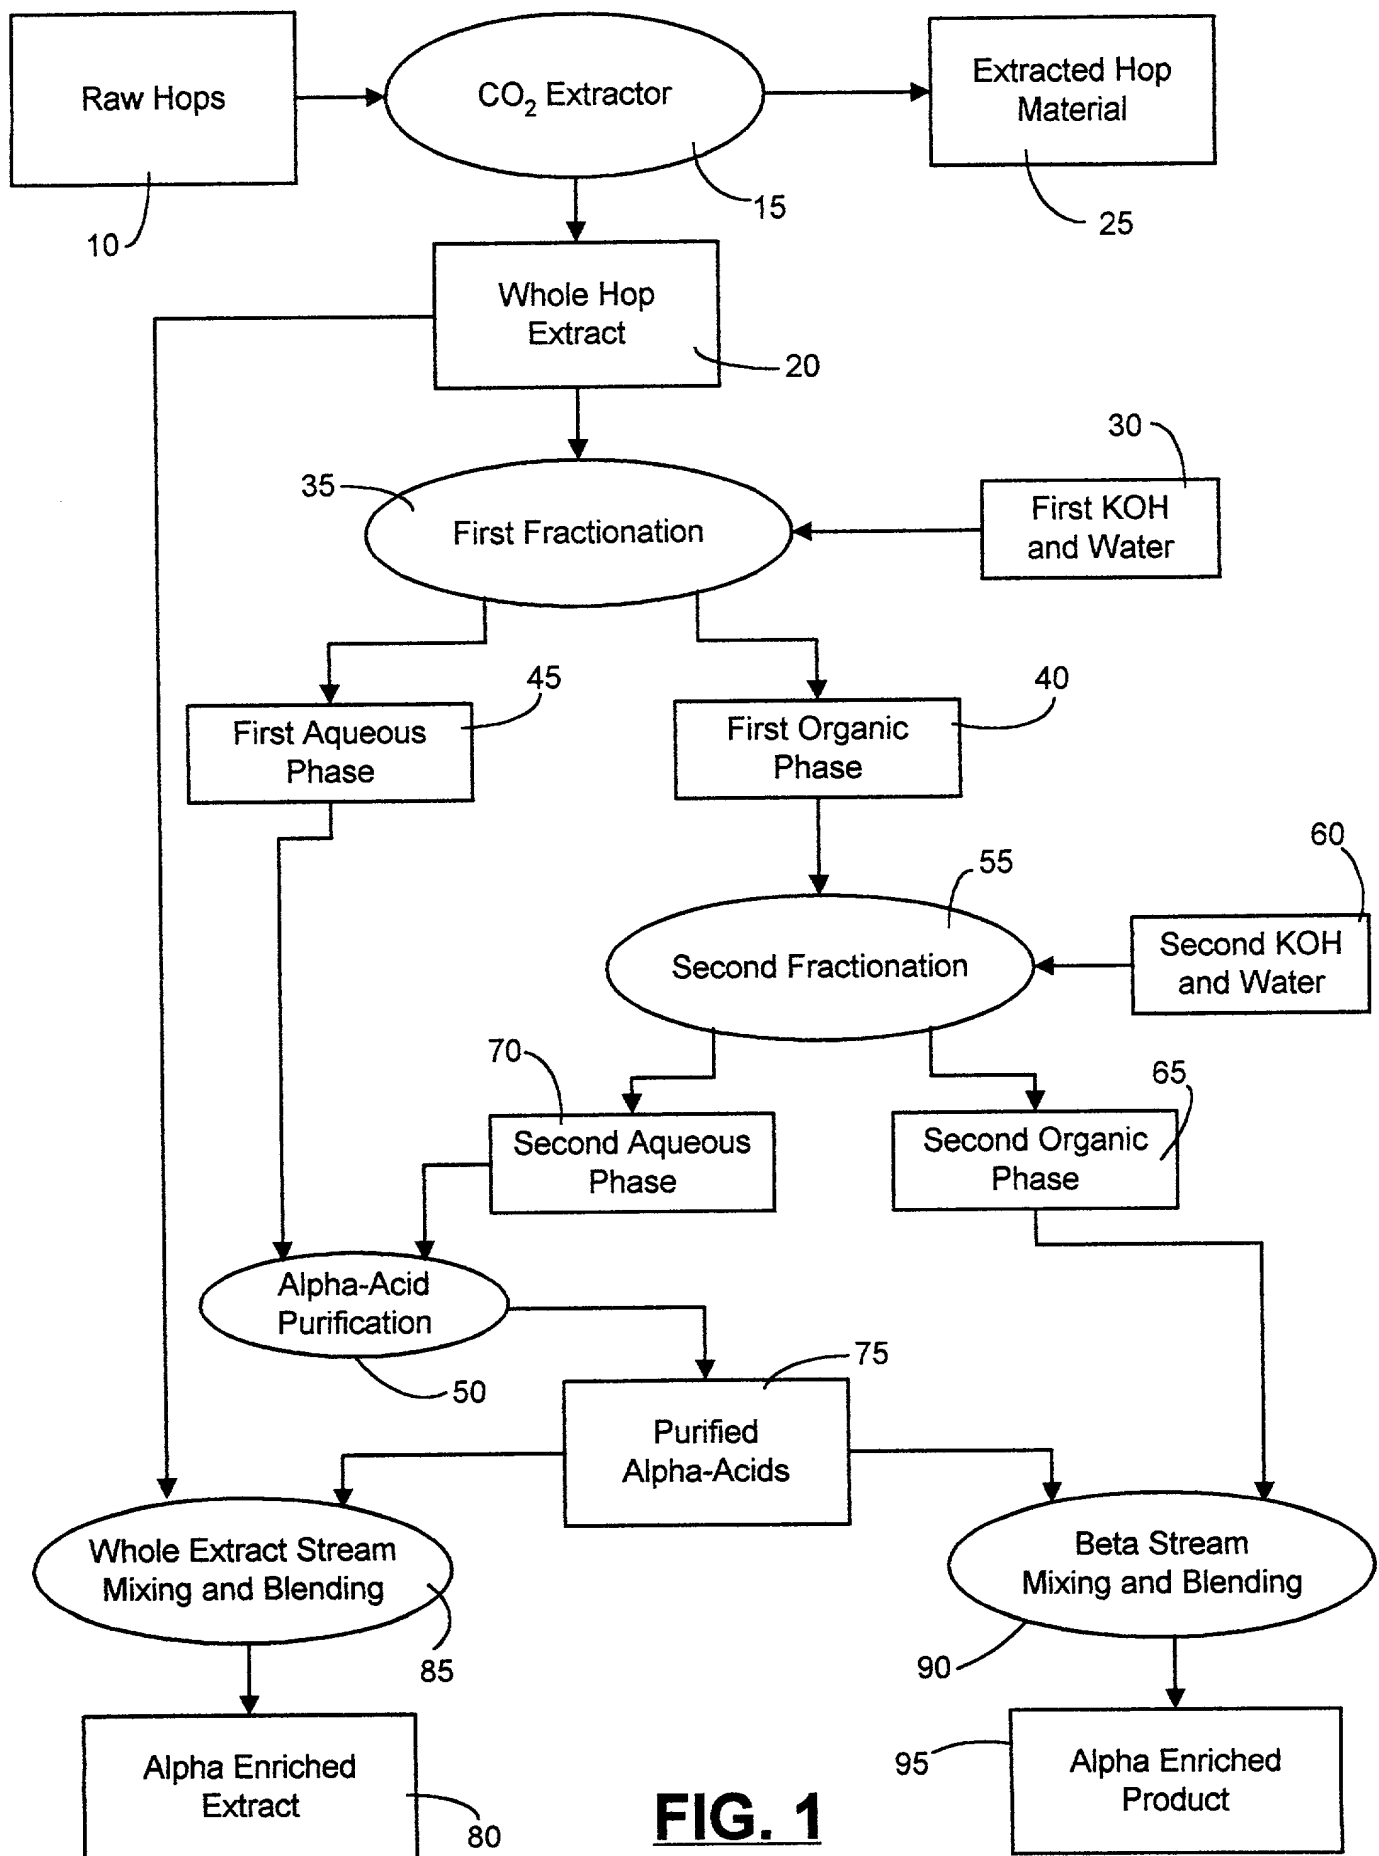 Raw Hops
CO₂ Extractor
Extracted Hop
Material
10
15
25
Whole Hop
Extract
20
30
35
First Fractionation
First KOH
and Water
45
40
First Aqueous
Phase
First Organic
Phase
60
55
Second Fractionation
Second KOH
and Water
70
65
Second Aqueous
Phase
Second Organic
Phase
Alpha-Acid
Purification
50
75
Purified
Alpha-Acids
Whole Extract Stream
Mixing and Blending
Beta Stream
Mixing and Blending
85
90
Alpha Enriched
Extract
80
95
Alpha Enriched
Product
FIG. 1